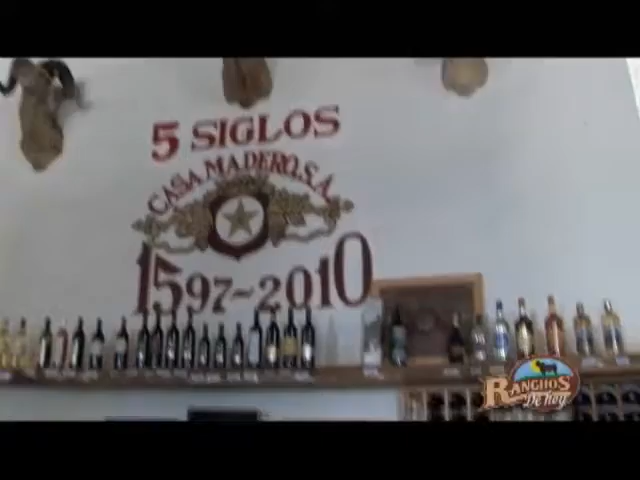 5 SIGLOS
CASA MADERO, S.A.
1597-2010
RANCHOS
De hoy